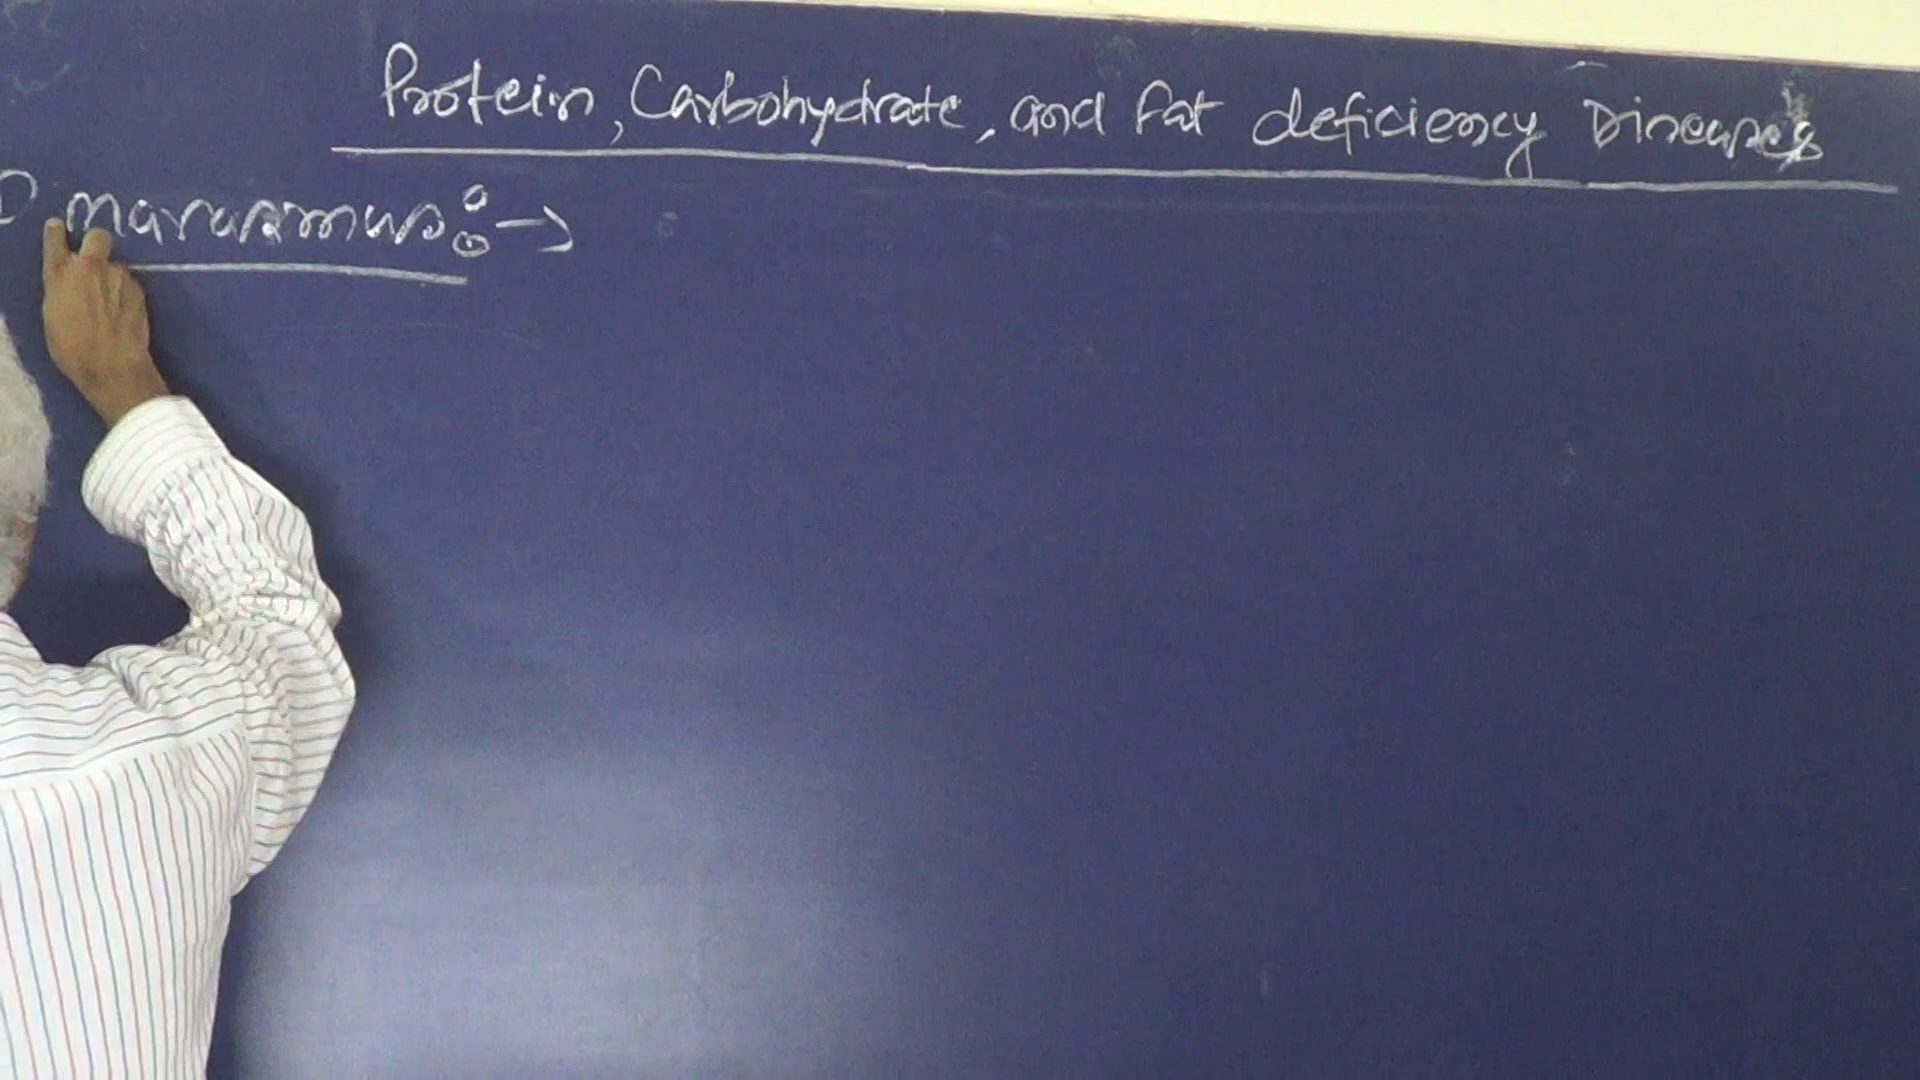 Protein, Carbohydrate, and fat deficiency Diseases
① marasmus :→